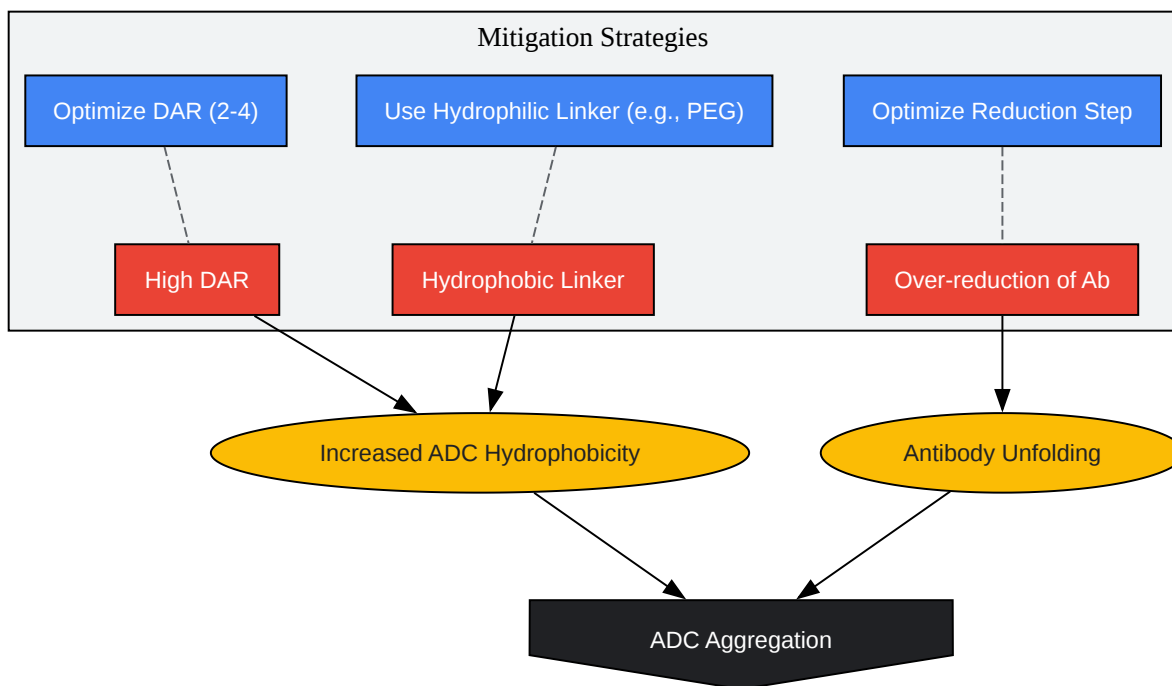 Mitigation Strategies
Optimize DAR (2-4)
Use Hydrophilic Linker (e.g., PEG)
Optimize Reduction Step
High DAR
Hydrophobic Linker
Over-reduction of Ab
Increased ADC Hydrophobicity
Antibody Unfolding
ADC Aggregation